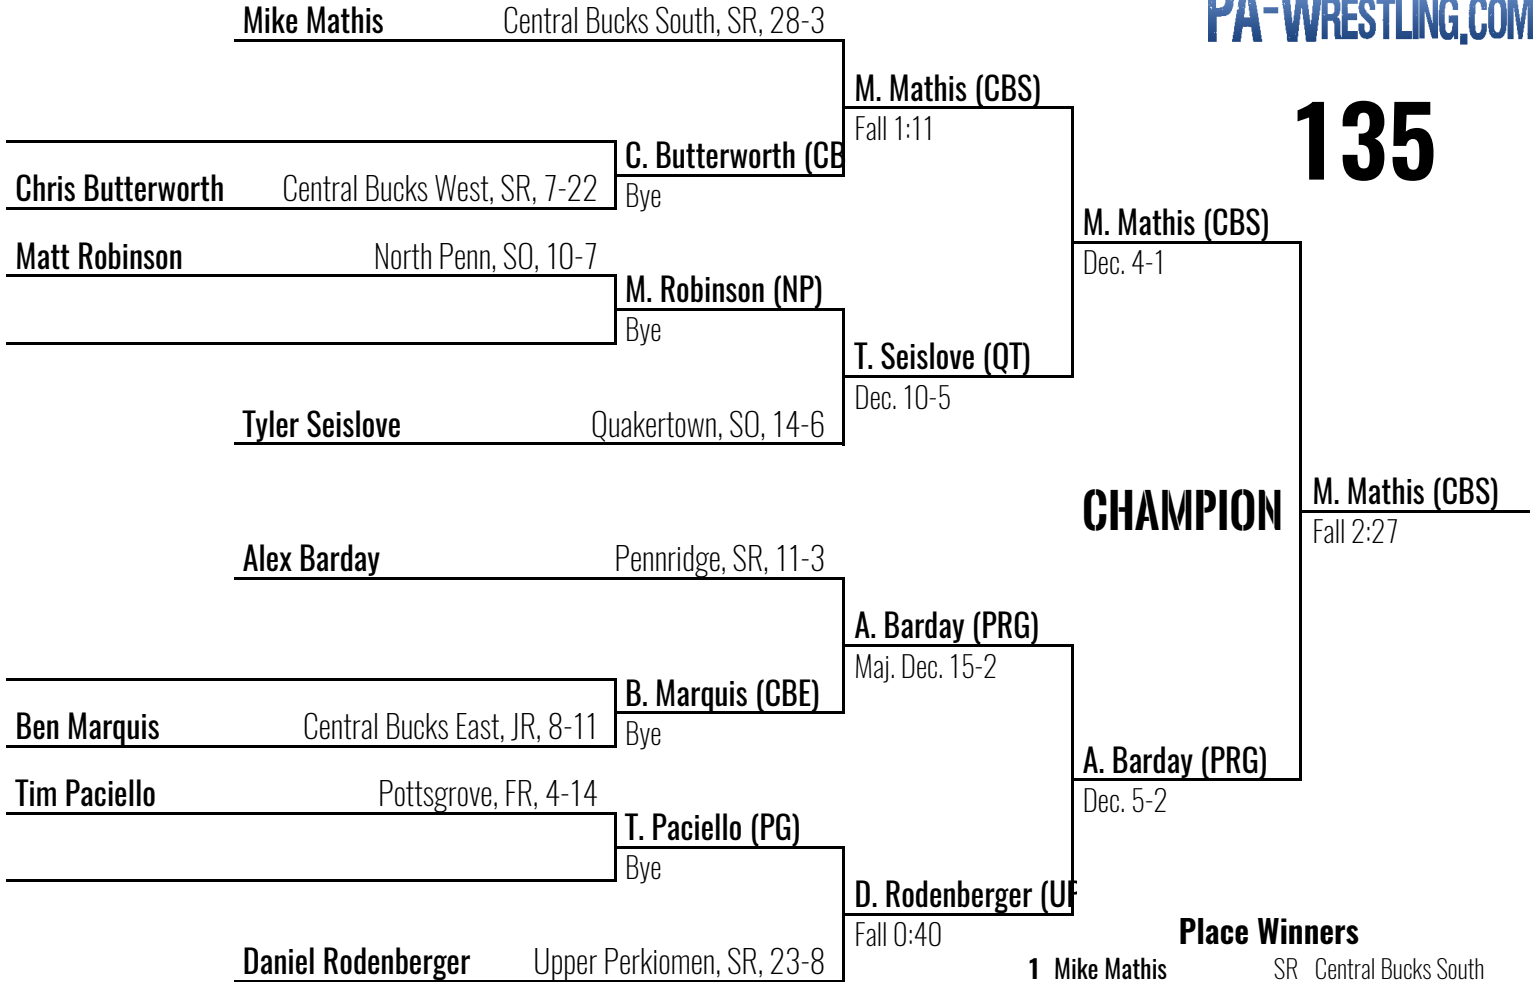 PA-WRESTLING.COM
135
Mike Mathis Central Bucks South, SR, 28-3
M. Mathis (CBS)
Fall 1:11
C. Butterworth (CB
Bye
Chris Butterworth Central Bucks West, SR, 7-22
M. Mathis (CBS)
Dec. 4-1
Matt Robinson North Penn, SO, 10-7
M. Robinson (NP)
Bye
T. Seislove (QT)
Dec. 10-5
Tyler Seislove Quakertown, SO, 14-6
CHAMPION
M. Mathis (CBS)
Fall 2:27
Alex Barday Pennridge, SR, 11-3
A. Barday (PRG)
Maj. Dec. 15-2
B. Marquis (CBE)
Bye
Ben Marquis Central Bucks East, JR, 8-11
A. Barday (PRG)
Dec. 5-2
Tim Paciello Pottsgrove, FR, 4-14
T. Paciello (PG)
Bye
D. Rodenberger (UP
Fall 0:40
Daniel Rodenberger Upper Perkiomen, SR, 23-8
Place Winners
1 Mike Mathis SR Central Bucks South